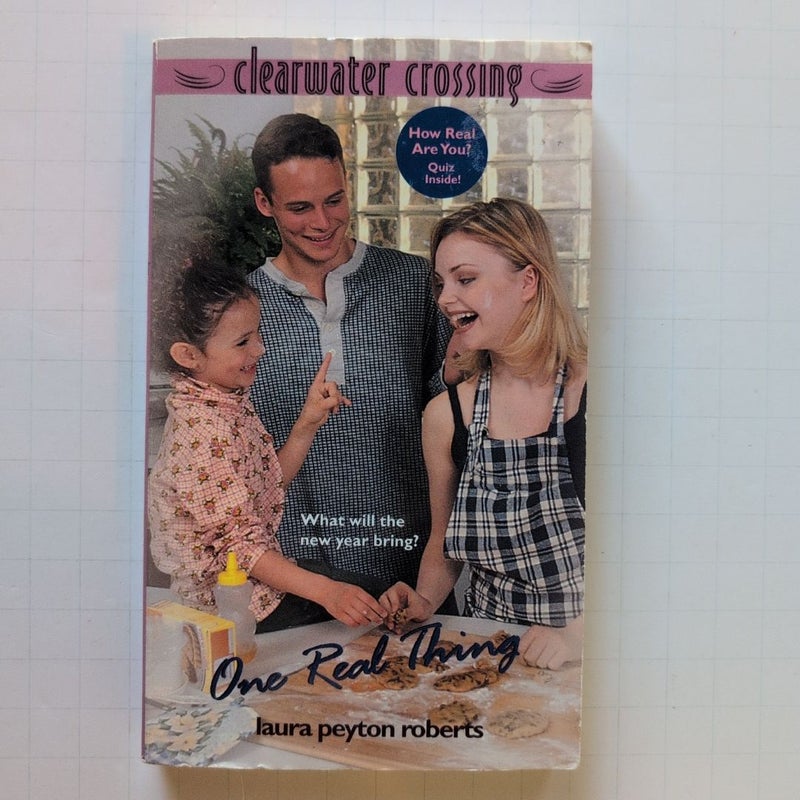 clearwater crossing
How Real
Are You?
Quiz
Inside!
What will the
new year bring?
One Real Thing
laura peyton roberts